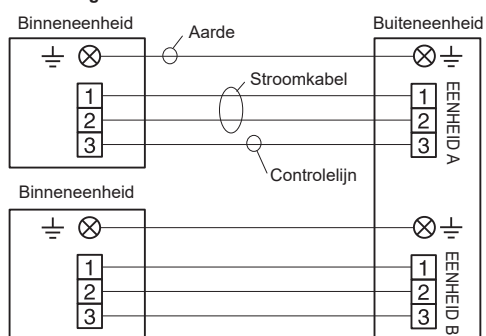 Binneneenheid
Buiteneenheid
Aarde
Stroomkabel
1
2
3
1
2
3
EENHEID A
Controlelijn
Binneneenheid
1
2
3
1
2
3
EENHEID B